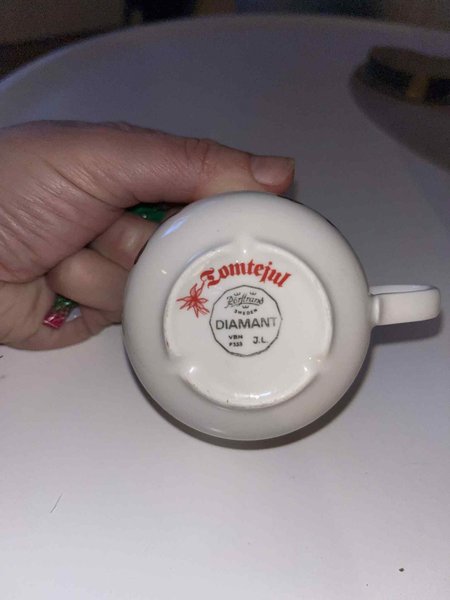 Tomtejul
Rörstrand
SWEDEN
DIAMANT
VBH
F333 J.L.